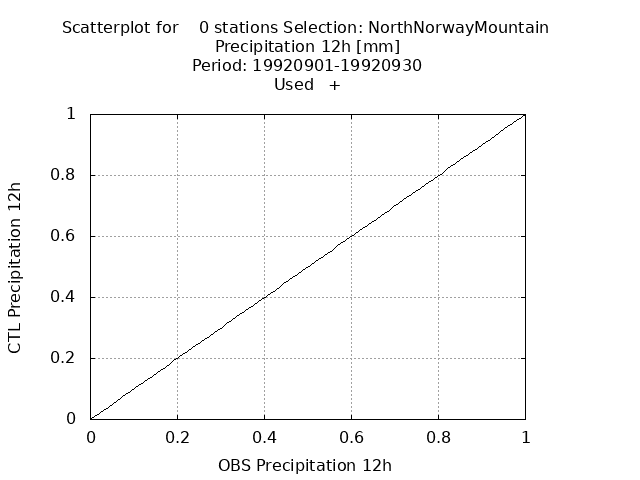 Scatterplot for    0 stations Selection: NorthNorwayMountain
Precipitation 12h [mm]
Period: 19920901-19920930
Used   +
1
0.8
0.6
0.4
0.2
0
CTL Precipitation 12h
0 0.2 0.4 0.6 0.8 1
OBS Precipitation 12h